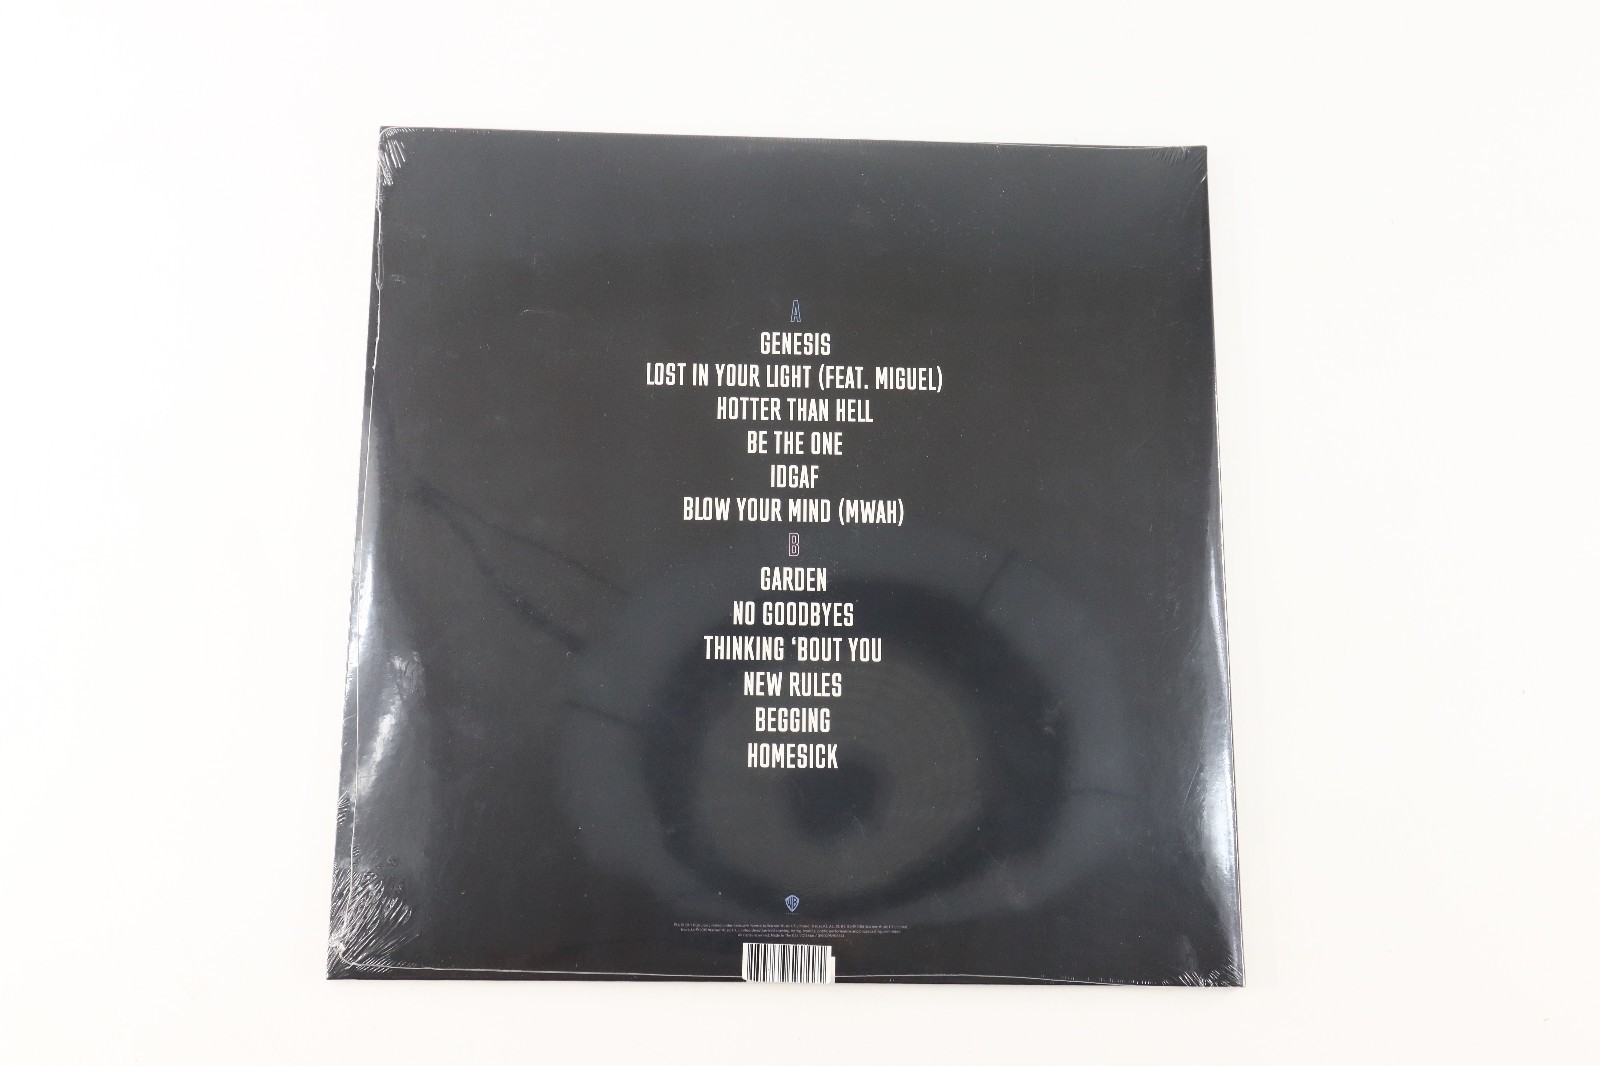 A
GENESIS
LOST IN YOUR LIGHT (FEAT. MIGUEL)
HOTTER THAN HELL
BE THE ONE
IDGAF
BLOW YOUR MIND (MWAH)
B
GARDEN
NO GOODBYES
THINKING ‘BOUT YOU
NEW RULES
BEGGING
HOMESICK